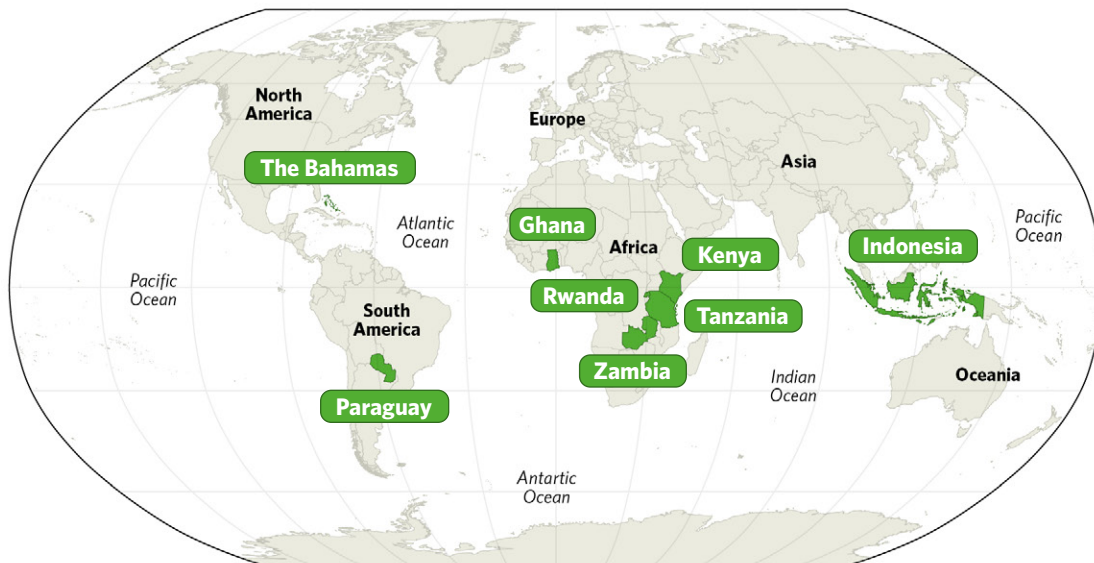 North
America
Europe
Asia
The Bahamas
Atlantic
Ocean
Ghana
Africa
Kenya
Indonesia
Pacific
Ocean
Pacific
Ocean
Rwanda
Tanzania
South
America
Zambia
Indian
Ocean
Oceania
Paraguay
Antartic
Ocean